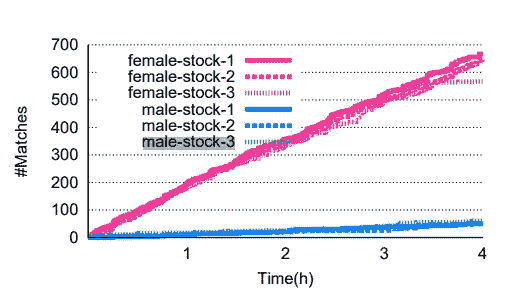 700
600
500
400
300
200
100
0
#Matches
female-stock-1
female-stock-2
female-stock-3
male-stock-1
male-stock-2
male-stock-3
1 2 3 4
Time(h)